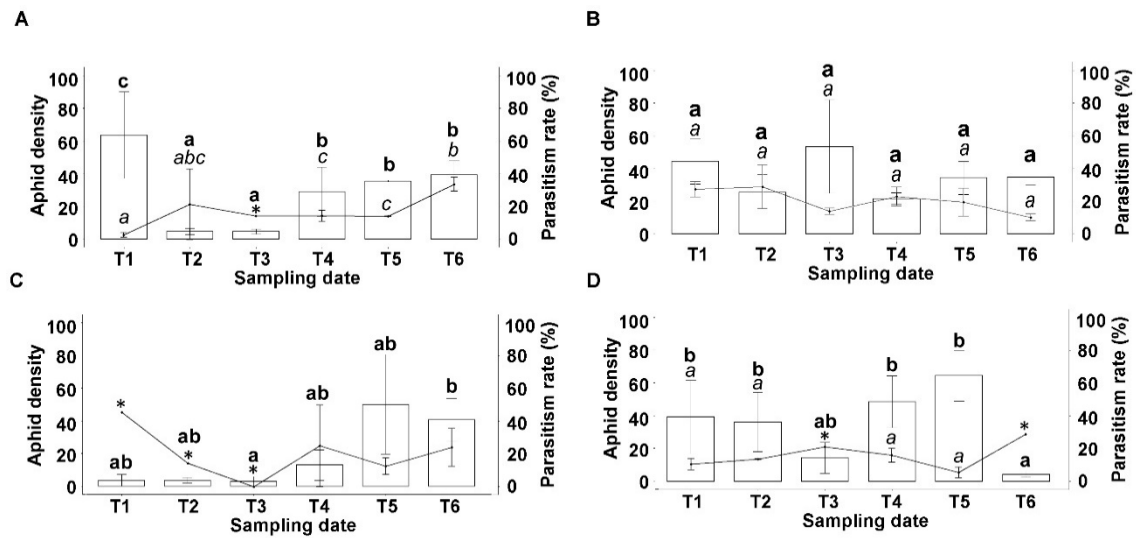 A
Aphid density
100
80
60
40
20
0
c
a
a
abc
a
*
b
c
b
c
b
b
T1 T2 T3 T4 T5 T6
Sampling date
100
80
60
40
20
0
Parasitism rate (%)
B
Aphid density
100
80
60
40
20
0
a
a
a
a
a
a
a
a
a
a
a
a
T1 T2 T3 T4 T5 T6
Sampling date
100
80
60
40
20
0
Parasitism rate (%)
C
Aphid density
100
80
60
40
20
0
*
ab
ab
*
a
*
ab
ab
b
T1 T2 T3 T4 T5 T6
Sampling date
100
80
60
40
20
0
Parasitism rate (%)
D
Aphid density
100
80
60
40
20
0
b
a
b
a
ab
*
b
a
b
a
*
a
T1 T2 T3 T4 T5 T6
Sampling date
100
80
60
40
20
0
Parasitism rate (%)